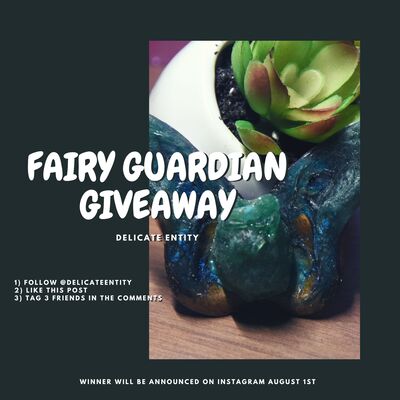 FAIRY GUARDIAN
GIVEAWAY
DELICATE ENTITY
1) FOLLOW @DELICATEENTITY
2) LIKE THIS POST
3) TAG 3 FRIENDS IN THE COMMENTS
WINNER WILL BE ANNOUNCED ON INSTAGRAM AUGUST 1ST